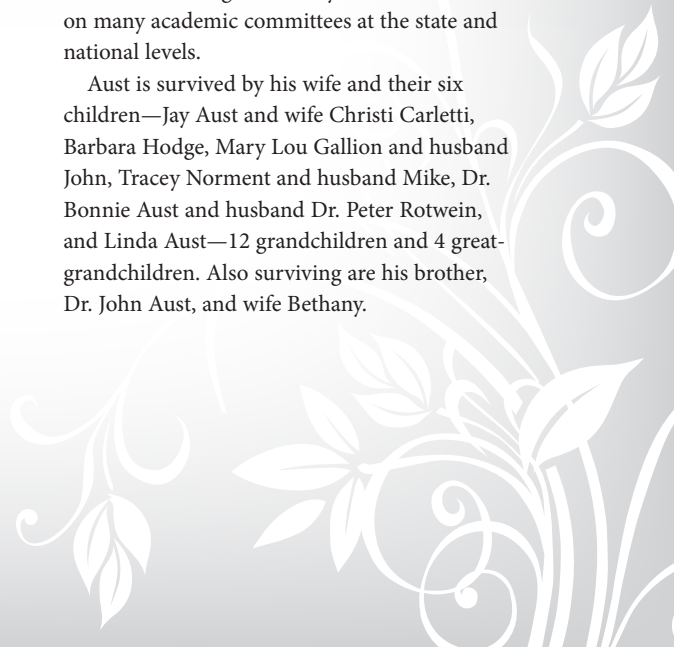 on many academic committees at the state and
national levels.
Aust is survived by his wife and their six
children—Jay Aust and wife Christi Carletti,
Barbara Hodge, Mary Lou Gallion and husband
John, Tracey Norment and husband Mike, Dr.
Bonnie Aust and husband Dr. Peter Rotwein,
and Linda Aust—12 grandchildren and 4 great-
grandchildren. Also surviving are his brother,
Dr. John Aust, and wife Bethany.